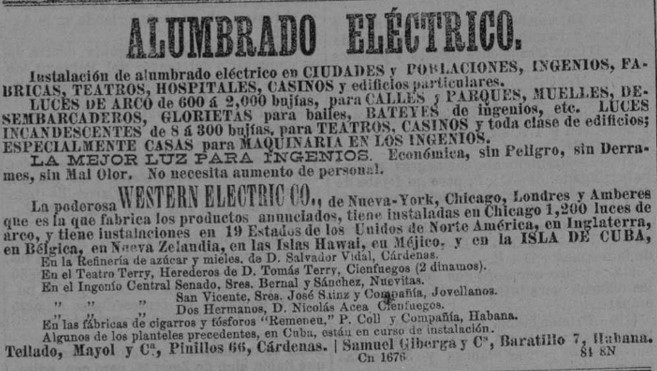 ALUMBRADO ELÉCTRICO.
Instalación de alumbrado eléctrico en CIUDADES y POBLACIONES, INGENIOS, FA-
BRICAS, TEATROS, HOSPITALES, CASINOS y edificios particulares.
LUCES DE ARCO de 600 á 2,000 bujías, para CALLES y PARQUES, MUELLES, DE-
SEMBARCADEROS, GLORIETAS para bailes, BATEYES de ingenios, etc. LUCES
INCANDESCENTES de 8 á 300 bujías, para TEATROS, CASINOS y toda clase de edificios;
ESPECIALMENTE CASAS para MAQUINARIA EN LOS INGENIOS.
LA MEJOR LUZ PARA INGENIOS. Económica, sin Peligro, sin Derra-
mes, sin Mal Olor. No necesita aumento de personal.
La poderosa WESTERN ELECTRIC CO., de Nueva-York, Chicago, Londres y Amberes
que es la que fabrica los productos anunciados, tiene instaladas en Chicago 1,200 luces de
arco, y tiene instalaciones en 19 Estados de los Unidos de Norte América, en Inglaterra,
en Bélgica, en Nueva Zelandia, en las Islas Hawai, en Méjico, y en la ISLA DE CUBA,
En la Refinería de azúcar y mieles, de D. Salvador Vidal, Cárdenas.
En el Teatro Terry, Herederos de D. Tomás Terry, Cienfuegos (2 dinamos).
En el Ingenio Central Senado, Sres. Bernal y Sánchez, Nuevitas.
„ „ „ San Vicente, Sres. José Sainz y Compañía, Jovellanos.
„ „ „ Dos Hermanos, D. Nicolás Acea Cienfuegos.
En las fábricas de cigarros y fósforos "Remeneu," P. Coll y Compañía, Habana.
Algunos de los planteles precedentes, en Cuba, están en curso de instalación.
Tellado, Mayol y Cª, Pinillos 66, Cárdenas. | Samuel Giberga y Cª, Baratillo 7, Habana.
Cn 1676 81 8N